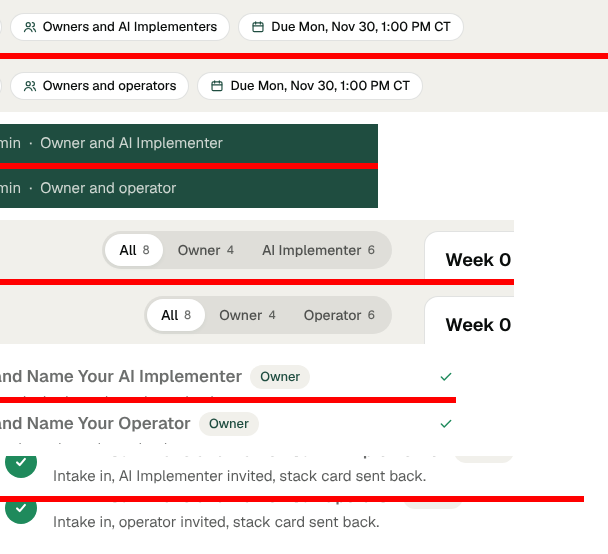 Owners and AI Implementers Due Mon, Nov 30, 1:00 PM CT
Owners and operators Due Mon, Nov 30, 1:00 PM CT
min · Owner and AI Implementer
min · Owner and operator
All 8 Owner 4 AI Implementer 6 Week 0
All 8 Owner 4 Operator 6 Week 0
and Name Your AI Implementer Owner
and Name Your Operator Owner
Intake in, AI Implementer invited, stack card sent back.
Intake in, operator invited, stack card sent back.